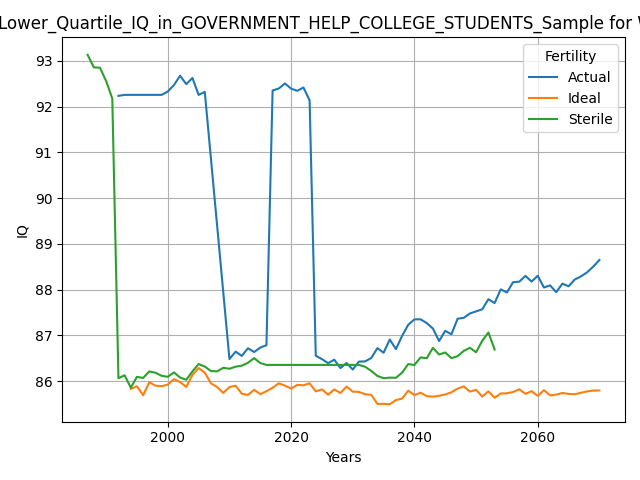 Lower_Quartile_IQ_in_GOVERNMENT_HELP_COLLEGE_STUDENTS_Sample for
Fertility
Actual
Ideal
Sterile
IQ
93
92
91
90
89
88
87
86
2000 2020 2040 2060
Years